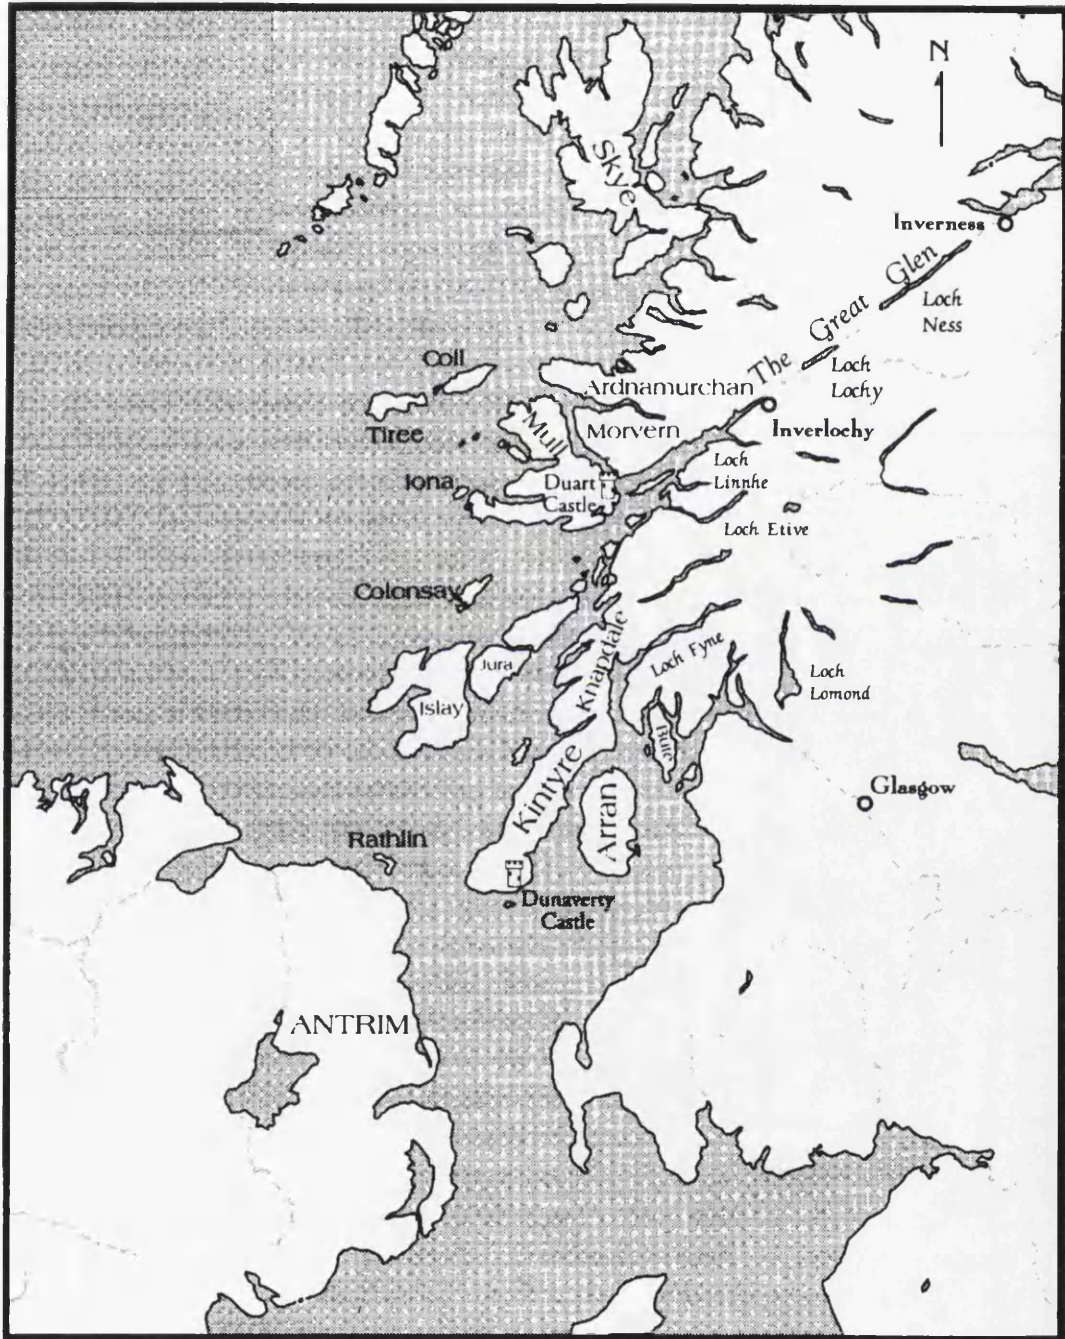 N
Skye
Inverness
The Great Glen
Loch
Ness
Coll
Loch
Lochy
Ardnamurchan
Tiree
Mull
Morvern
Inverlochy
Iona
Duart
Castle
Loch
Linnhe
Loch Etive
Colonsay
Knapdale
Jura
Loch Fyne
Loch
Lomond
Islay
Bute
Kintyre
Arran
Glasgow
Rathlin
Dunaverty
Castle
ANTRIM